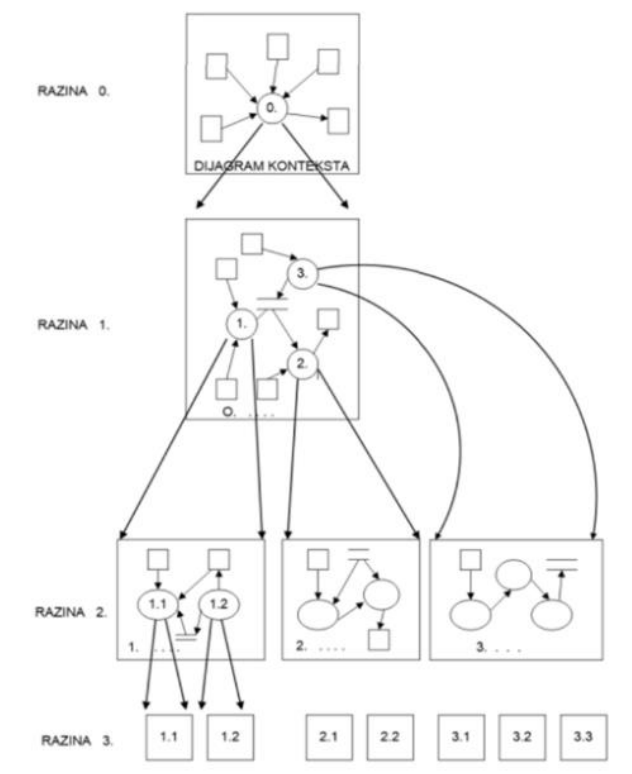 RAZINA 0.
0.
DIJAGRAM KONTEKSTA
RAZINA 1.
3.
1.
2.
O. . . . .
RAZINA 2.
1.1 1.2
1. . . . .
2. . . . .
3. . . . .
RAZINA 3.
1.1 1.2 2.1 2.2 3.1 3.2 3.3